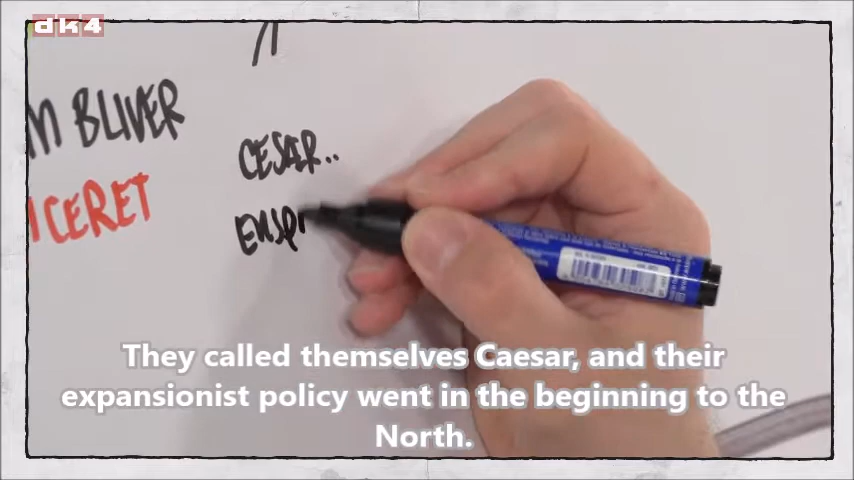 dk4
M BLIVER
CESAR..
ICERET
They called themselves Caesar, and their
expansionist policy went in the beginning to the
North.